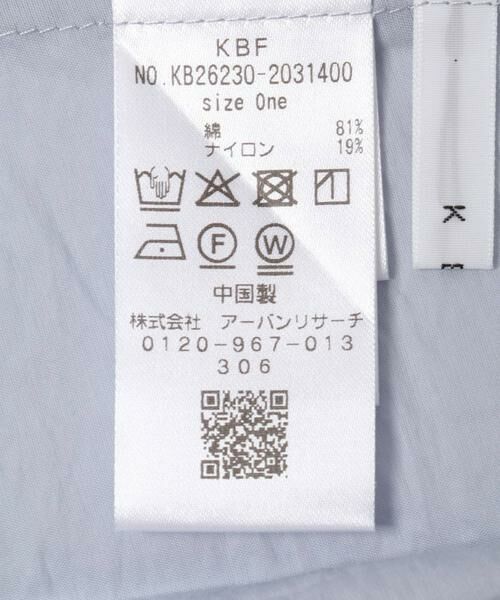 KBF
NO.KB26230-2031400
size One
綿 81%
ナイロン 19%
F W
中国製
株式会社 アーバンリサーチ
0120-967-013
306
K